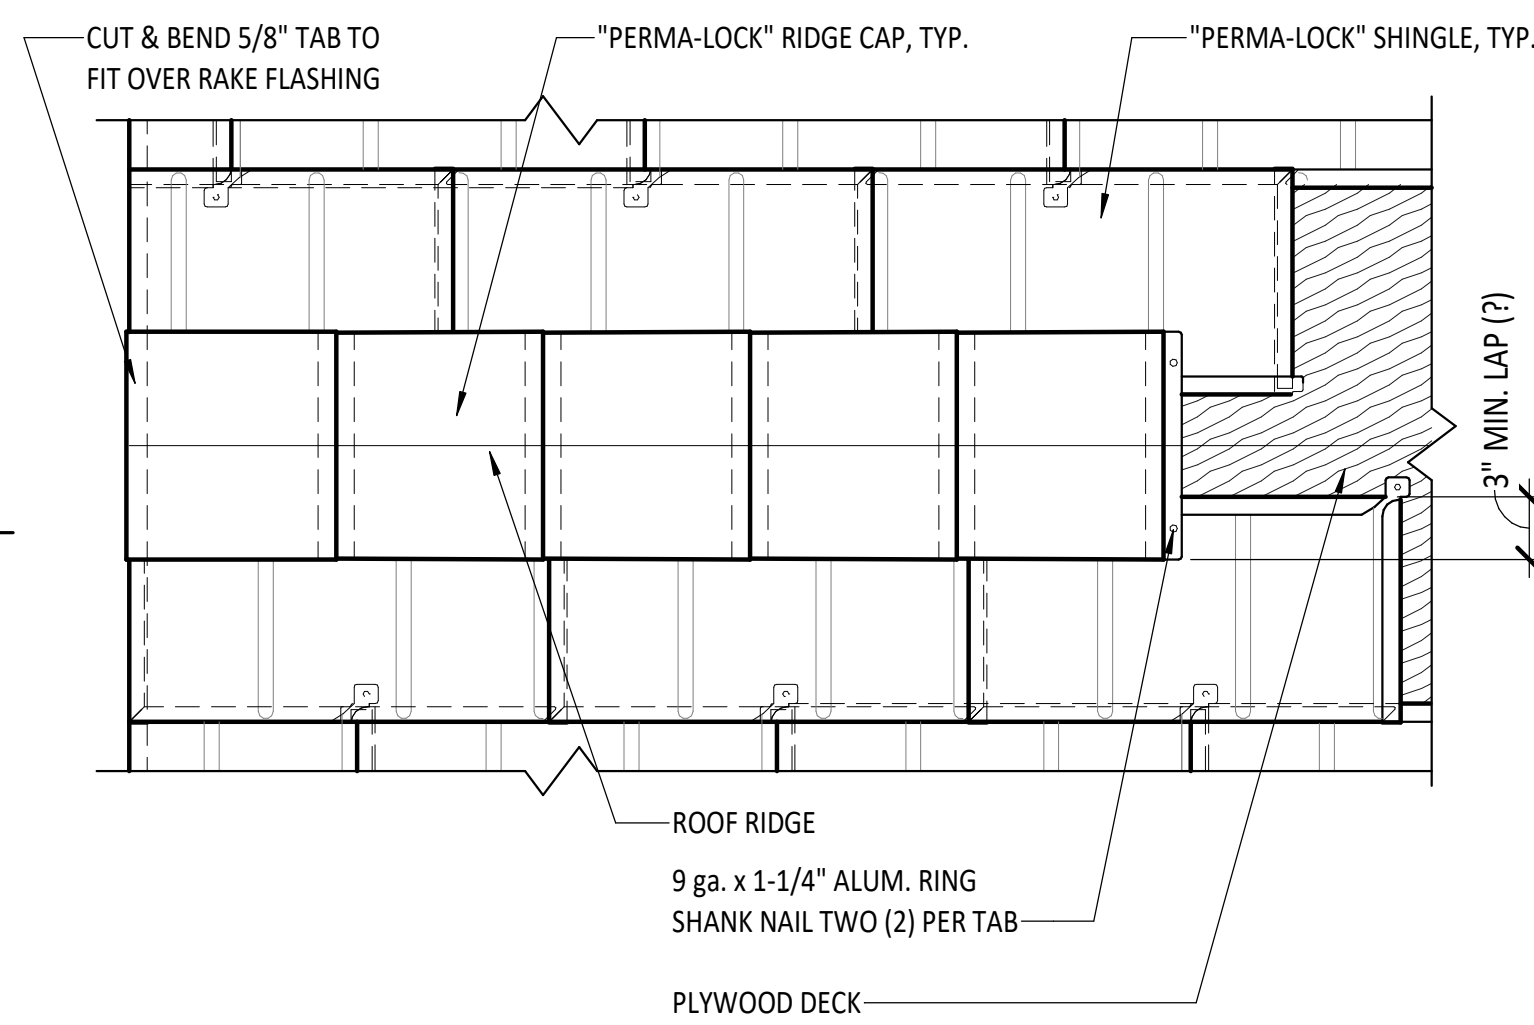 CUT & BEND 5/8" TAB TO
FIT OVER RAKE FLASHING
"PERMA-LOCK" RIDGE CAP, TYP.
"PERMA-LOCK" SHINGLE, TYP.
3" MIN. LAP (?)
ROOF RIDGE
9 ga. x 1-1/4" ALUM. RING
SHANK NAIL TWO (2) PER TAB
PLYWOOD DECK